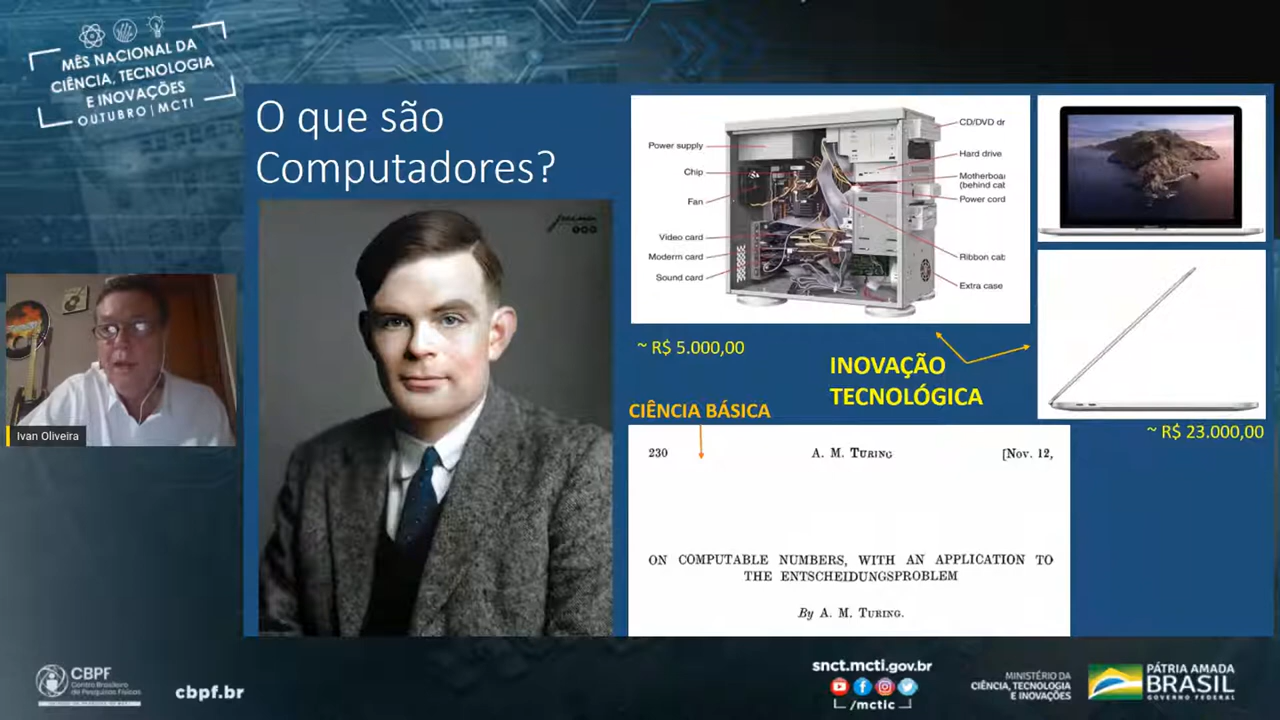 MÊS NACIONAL DA
CIÊNCIA, TECNOLOGIA
E INOVAÇÕES
OUTUBRO | MCTI
O que são
Computadores?
Power supply
Chip
Fan
Video card
Moderm card
Sound card
CD/DVD dr
Hard drive
Motherboa
(behind cab
Power cord
Ribbon cab
Extra case
~ R$ 5.000,00
INOVAÇÃO
TECNOLÓGICA
~ R$ 23.000,00
CIÊNCIA BÁSICA
230 A. M. TURING [NOV. 12,
ON COMPUTABLE NUMBERS, WITH AN APPLICATION TO
THE ENTSCHEIDUNGSPROBLEM
By A. M. TURING.
Ivan Oliveira
CBPF
Centro Brasileiro
de Pesquisas Físicas
cbpf.br
snct.mcti.gov.br
/mctic
MINISTÉRIO DA
CIÊNCIA, TECNOLOGIA
E INOVAÇÕES
PÁTRIA AMADA
BRASIL
GOVERNO FEDERAL